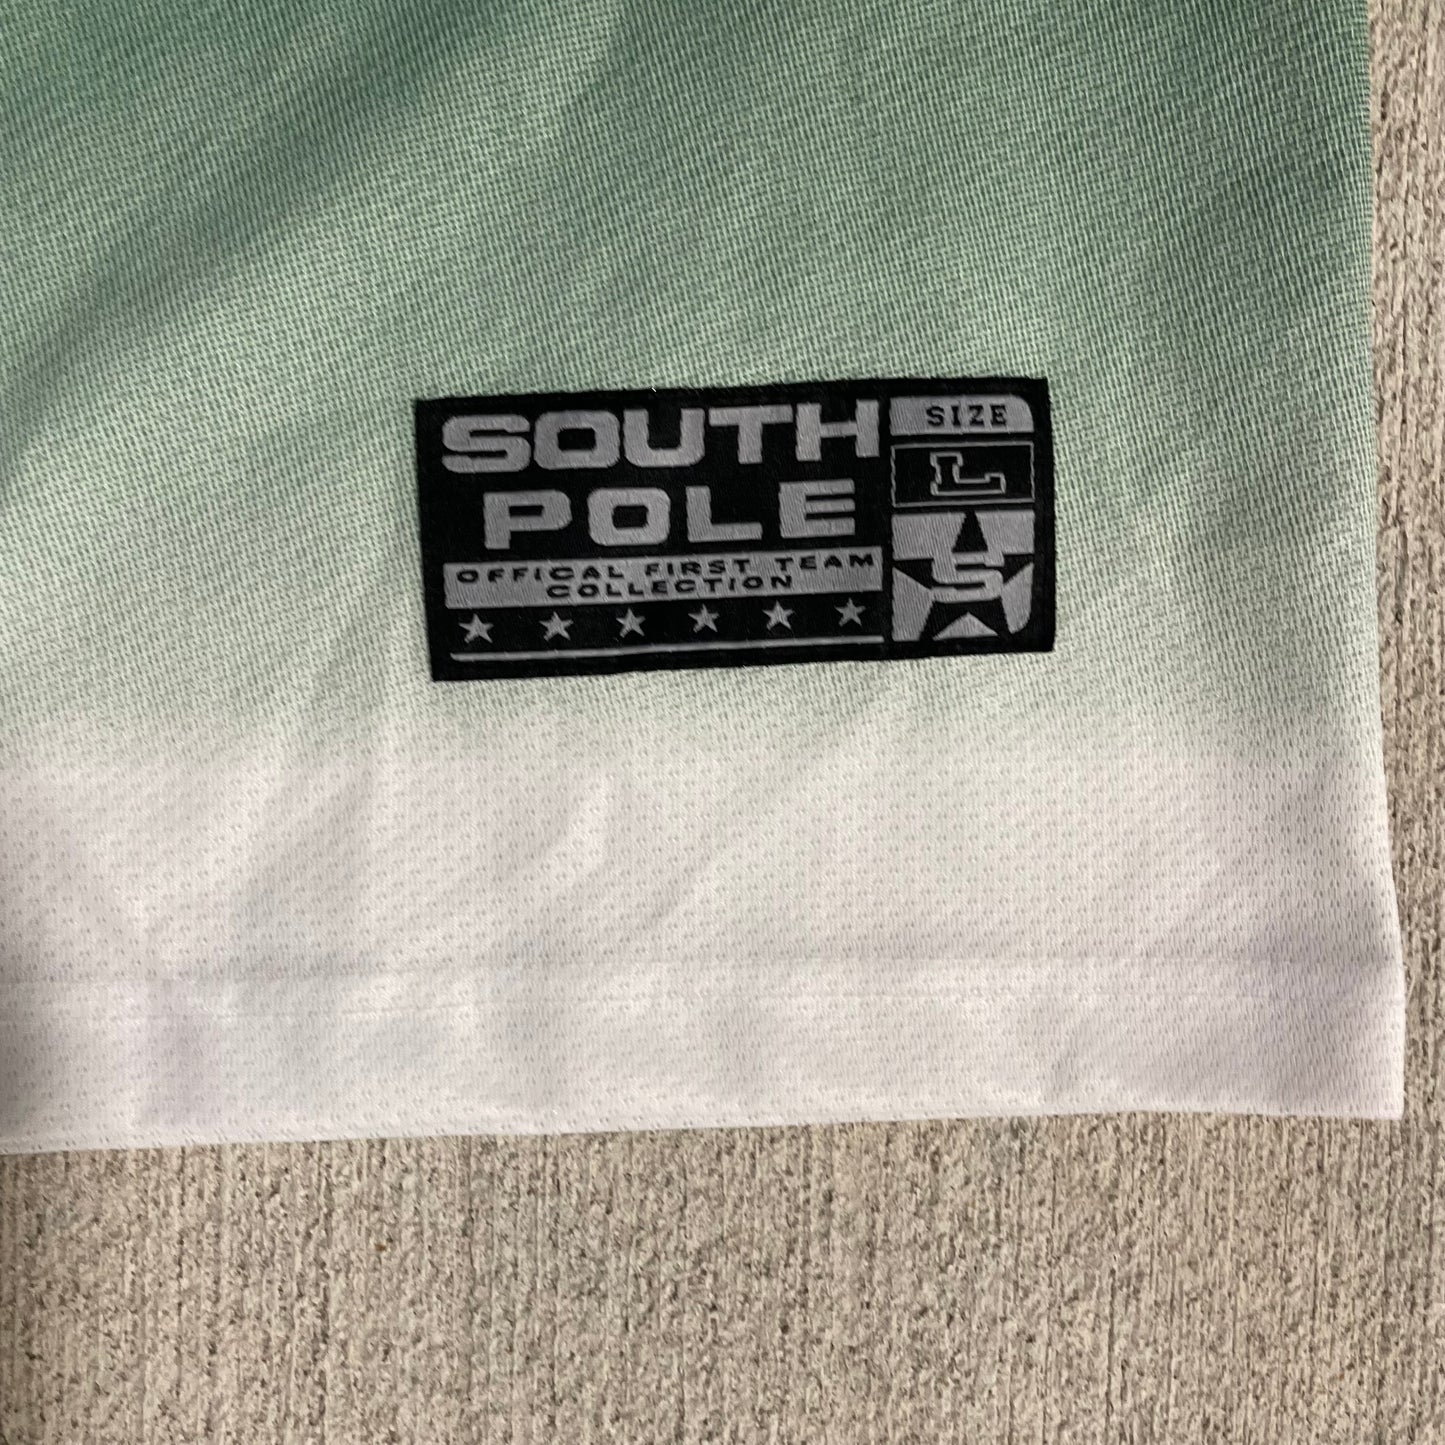 SOUTH
POLE
OFFICAL FIRST TEAM
COLLECTION
SIZE
L
S